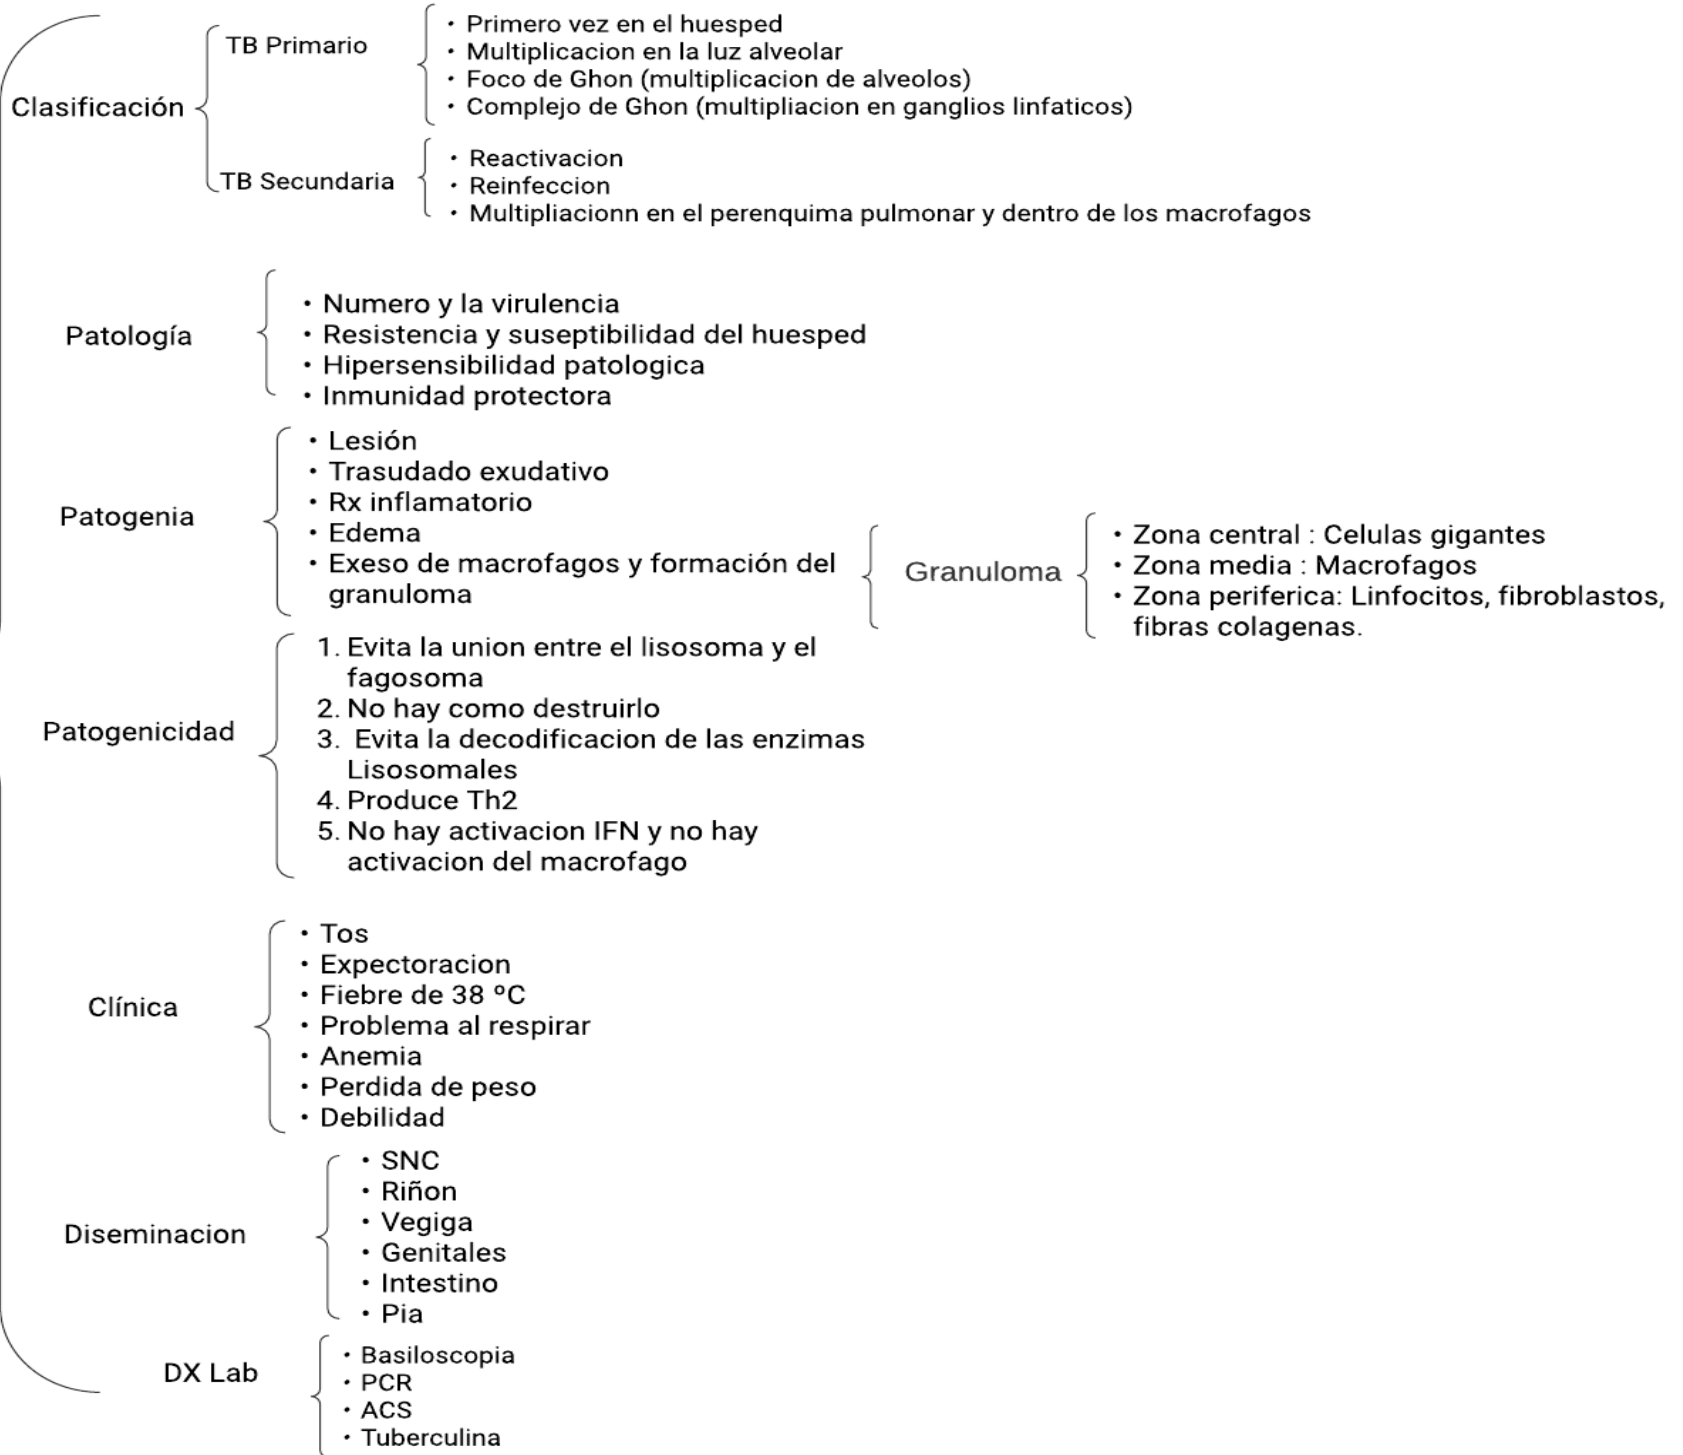 Clasificación
TB Primario
• Primero vez en el huesped
• Multiplicacion en la luz alveolar
• Foco de Ghon (multiplicacion de alveolos)
• Complejo de Ghon (multipliacion en ganglios linfaticos)
TB Secundaria
• Reactivacion
• Reinfeccion
• Multipliacionn en el perenquima pulmonar y dentro de los macrofagos
Patología
• Numero y la virulencia
• Resistencia y suseptibilidad del huesped
• Hipersensibilidad patologica
• Inmunidad protectora
Patogenia
• Lesión
• Trasudado exudativo
• Rx inflamatorio
• Edema
• Exeso de macrofagos y formación del
granuloma
Granuloma
• Zona central : Celulas gigantes
• Zona media : Macrofagos
• Zona periferica: Linfocitos, fibroblastos,
fibras colagenas.
Patogenicidad
1. Evita la union entre el lisosoma y el
fagosoma
2. No hay como destruirlo
3. Evita la decodificacion de las enzimas
Lisosomales
4. Produce Th2
5. No hay activacion IFN y no hay
activacion del macrofago
Clínica
• Tos
• Expectoracion
• Fiebre de 38 °C
• Problema al respirar
• Anemia
• Perdida de peso
• Debilidad
Diseminacion
• SNC
• Riñon
• Vegiga
• Genitales
• Intestino
• Pia
DX Lab
• Basiloscopia
• PCR
• ACS
• Tuberculina